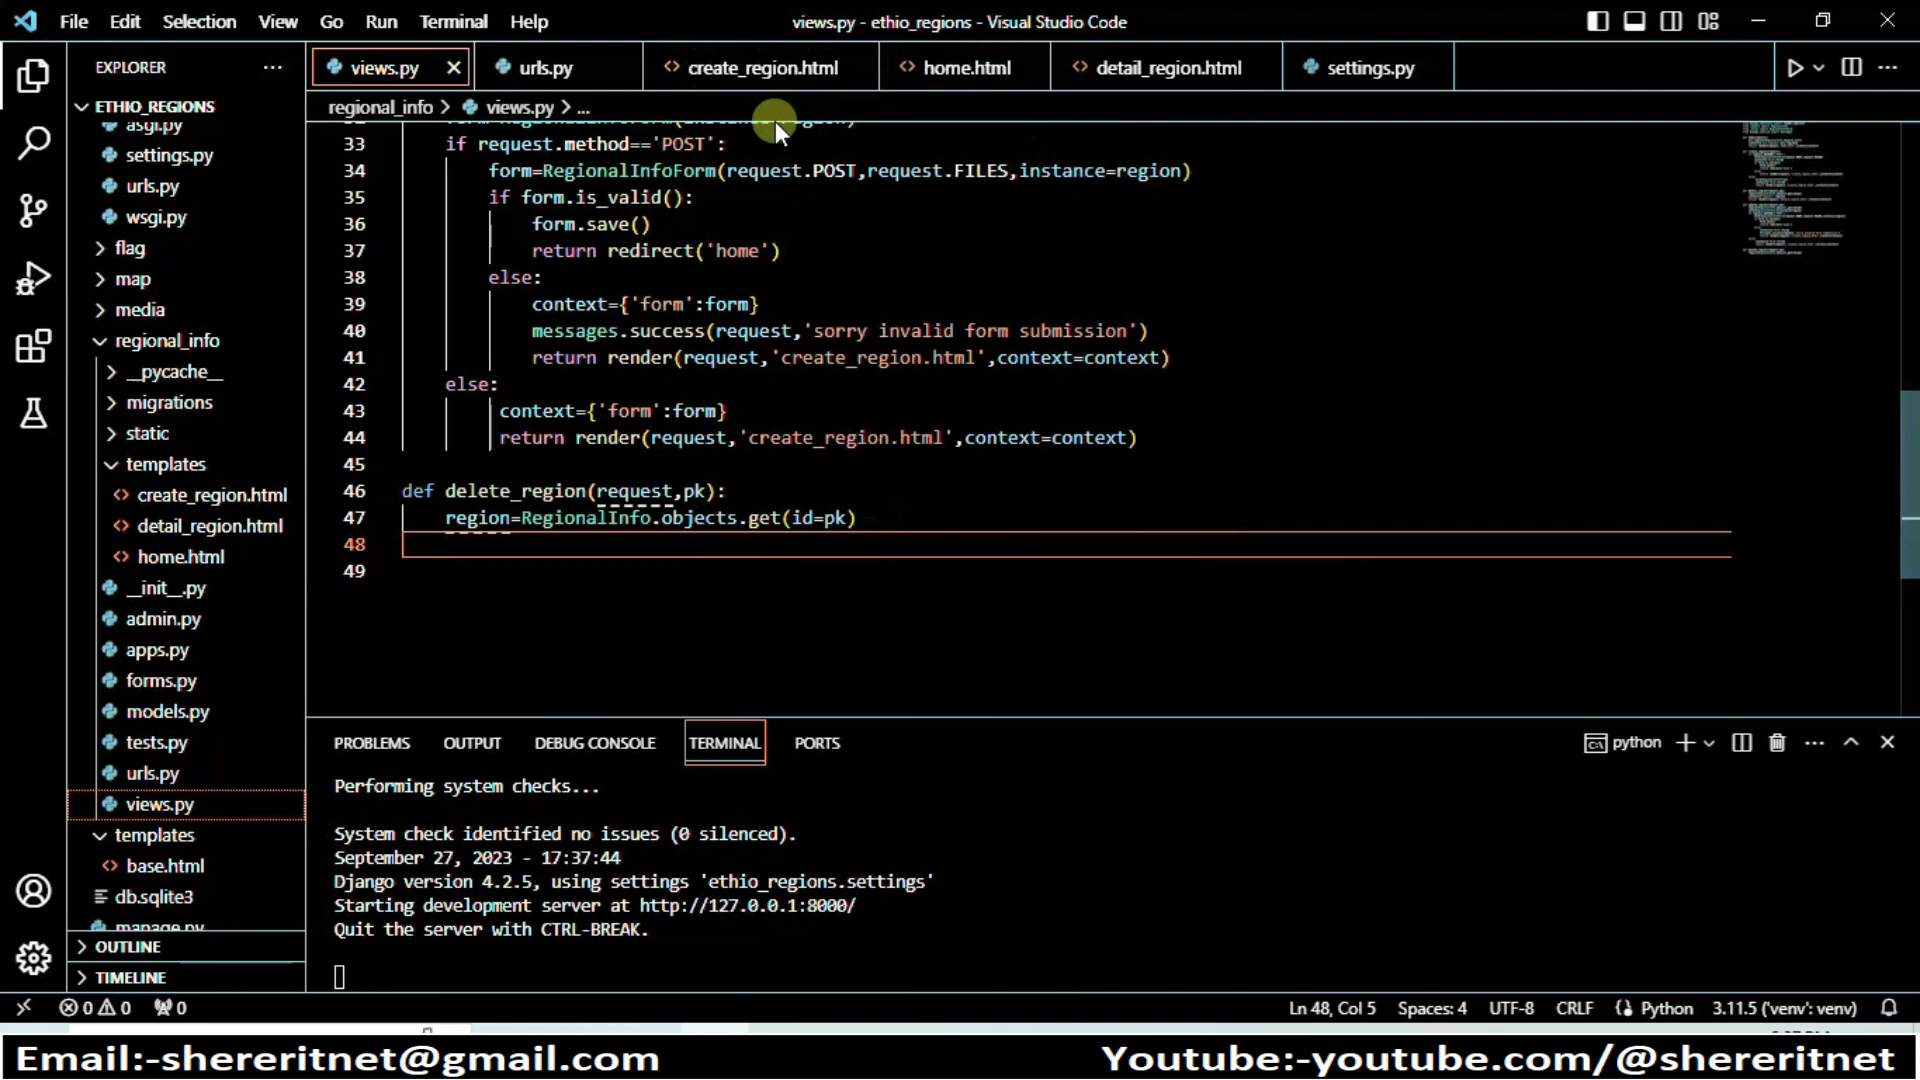 File Edit Selection View Go Run Terminal Help
views.py - ethio_regions - Visual Studio Code
EXPLORER
ETHIO_REGIONS
asgi.py
settings.py
urls.py
wsgi.py
flag
map
media
regional_info
__pycache__
migrations
static
templates
create_region.html
detail_region.html
home.html
__init__.py
admin.py
apps.py
forms.py
models.py
tests.py
urls.py
views.py
templates
base.html
db.sqlite3
manage.py
OUTLINE
TIMELINE
views.py urls.py create_region.html home.html detail_region.html settings.py
regional_info > views.py > ...
33 if request.method=='POST':
34 form=RegionalInfoForm(request.POST,request.FILES,instance=region)
35 if form.is_valid():
36 form.save()
37 return redirect('home')
38 else:
39 context={'form':form}
40 messages.success(request,'sorry invalid form submission')
41 return render(request,'create_region.html',context=context)
42 else:
43 context={'form':form}
44 return render(request,'create_region.html',context=context)
45
46 def delete_region(request,pk):
47 region=RegionalInfo.objects.get(id=pk)
48
49
PROBLEMS OUTPUT DEBUG CONSOLE TERMINAL PORTS
python
Performing system checks...
System check identified no issues (0 silenced).
September 27, 2023 - 17:37:44
Django version 4.2.5, using settings 'ethio_regions.settings'
Starting development server at http://127.0.0.1:8000/
Quit the server with CTRL-BREAK.
0 0 0
Ln 48, Col 5 Spaces: 4 UTF-8 CRLF Python 3.11.5 ('venv': venv)
Email:-shereritnet@gmail.com
Youtube:-youtube.com/@shereritnet